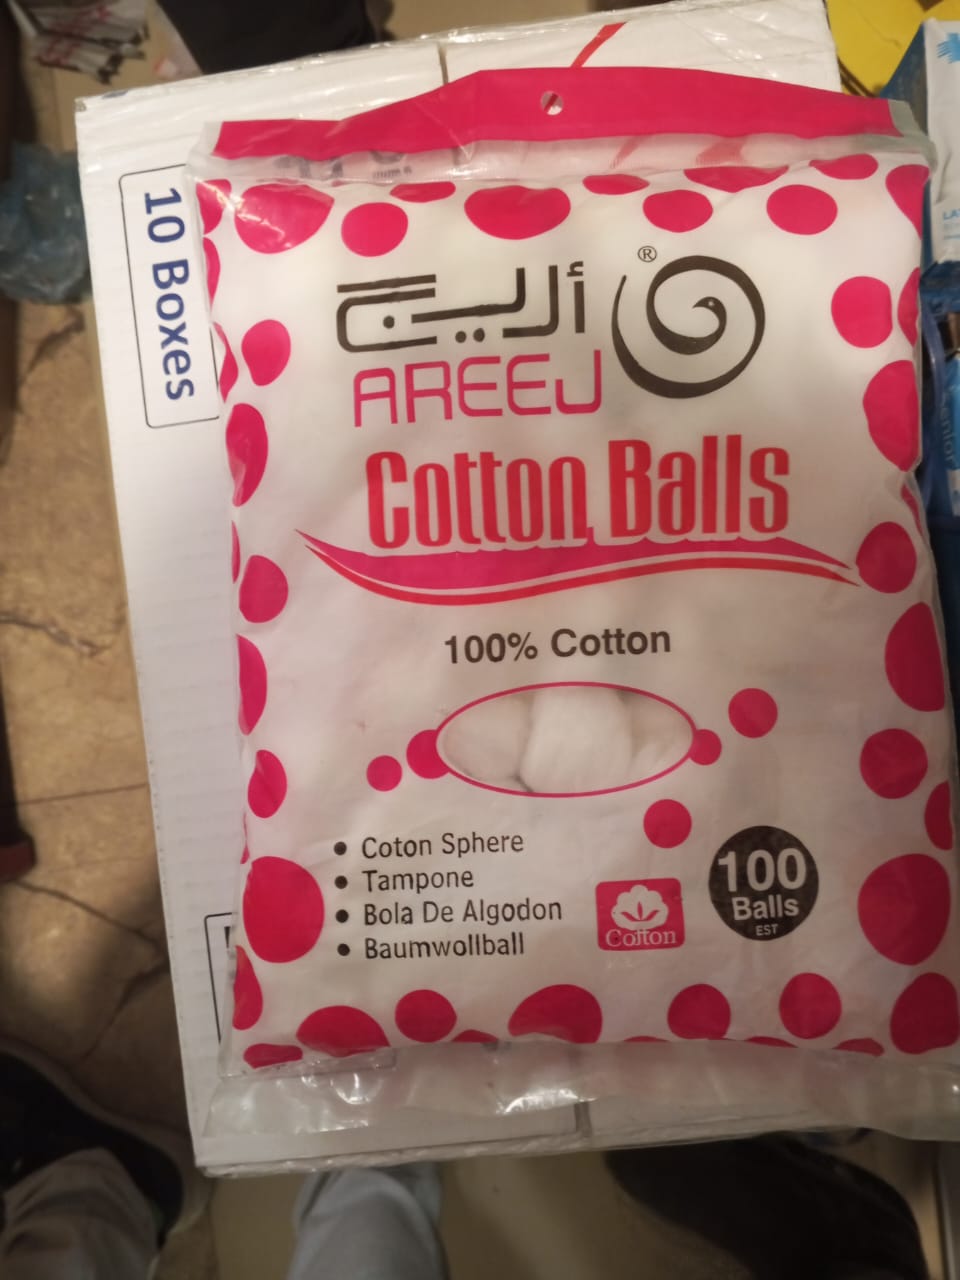 10 Boxes
®
أريج
AREEJ
Cotton Balls
100% Cotton
• Coton Sphere
• Tampone
• Bola De Algodon
• Baumwollball
Cotton
100
Balls
EST